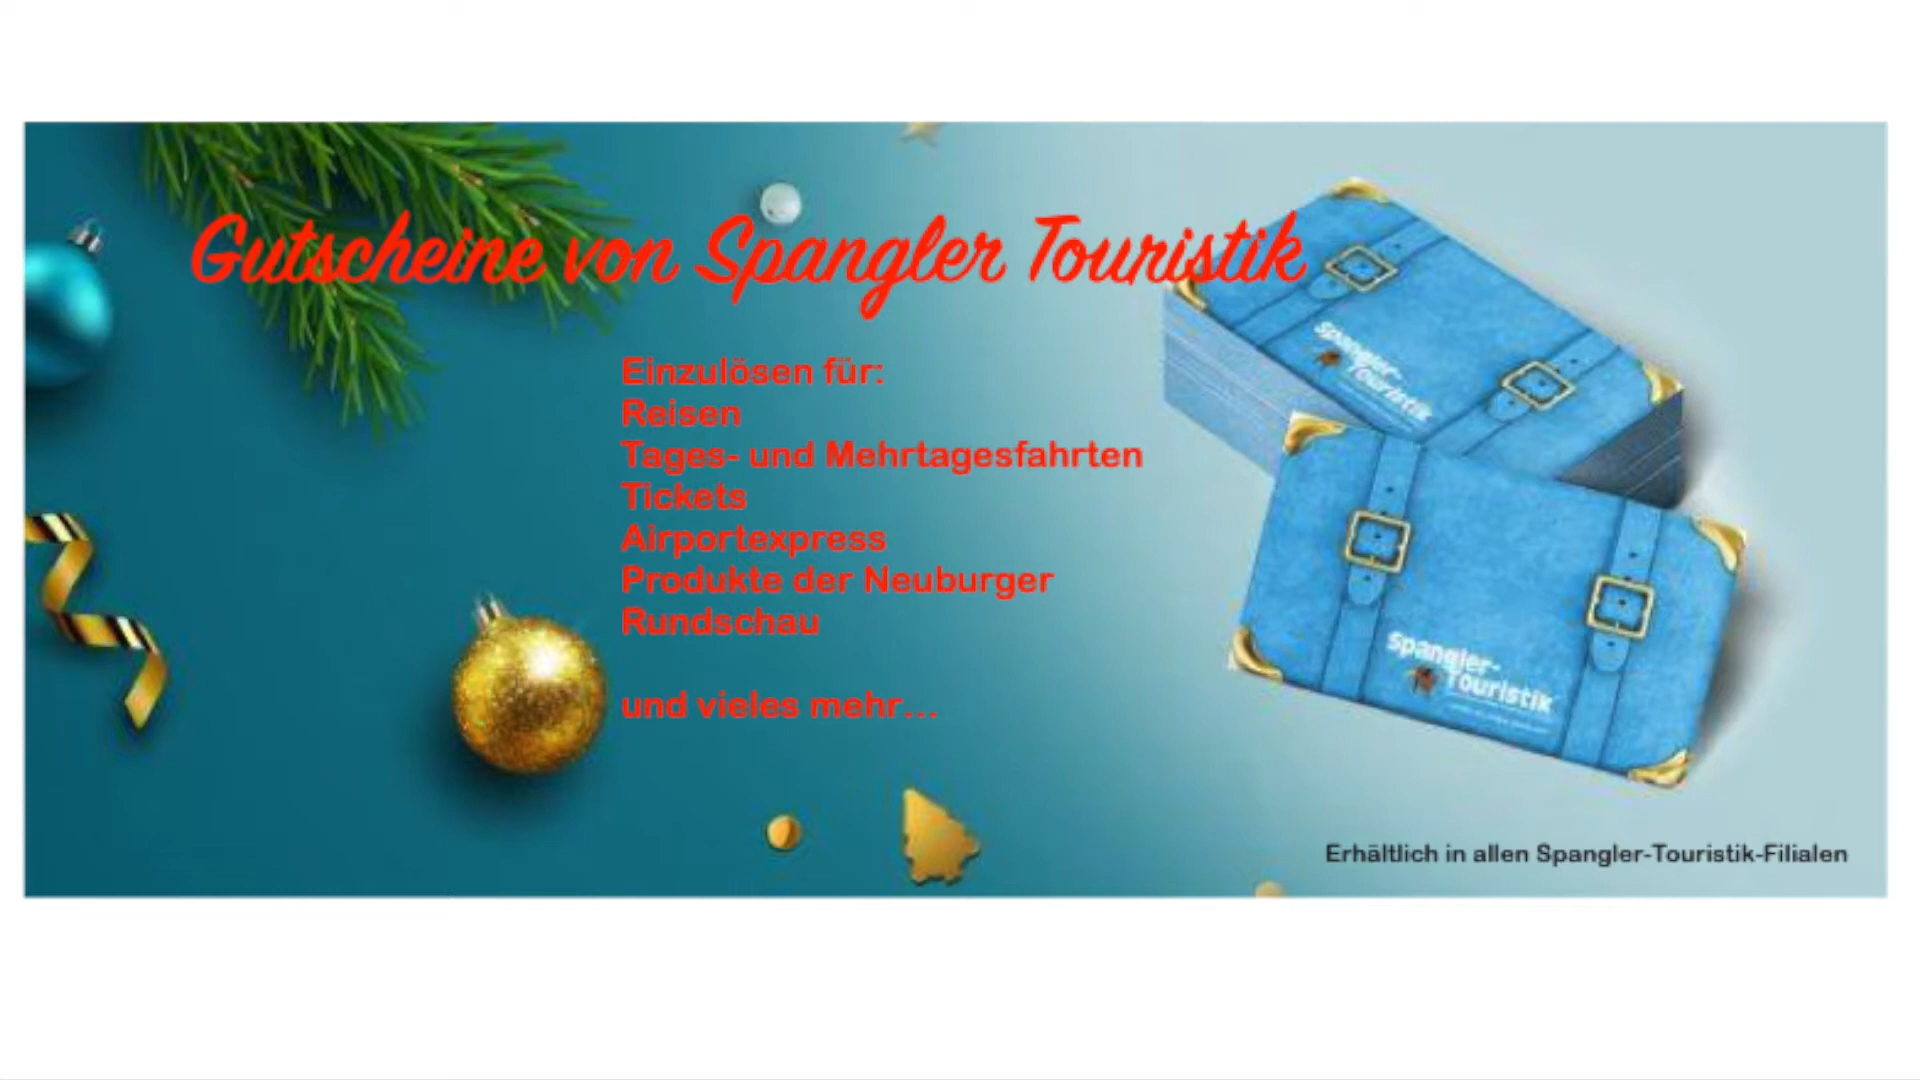 Gutscheine von Spangler Touristik
Einzulösen für:
Reisen
Tages- und Mehrtagesfahrten
Tickets
Airportexpress
Produkte der Neuburger
Rundschau
und vieles mehr...
spangler-
Touristik
spangler-
Touristik
Erhältlich in allen Spangler-Touristik-Filialen